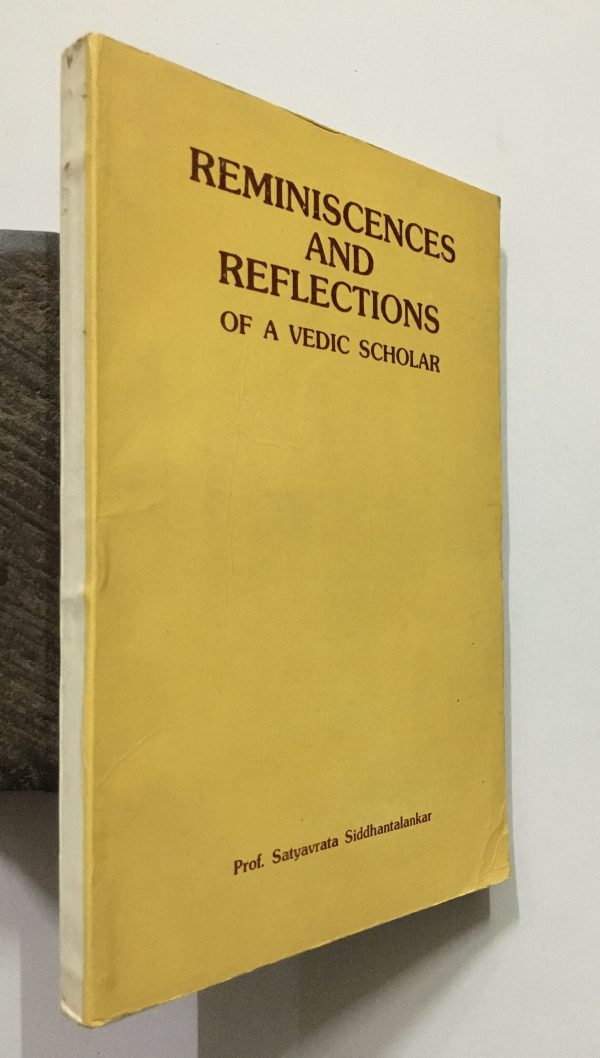 REMINISCENCES
AND
REFLECTIONS
OF A VEDIC SCHOLAR
Prof. Satyavrata Siddhantalankar